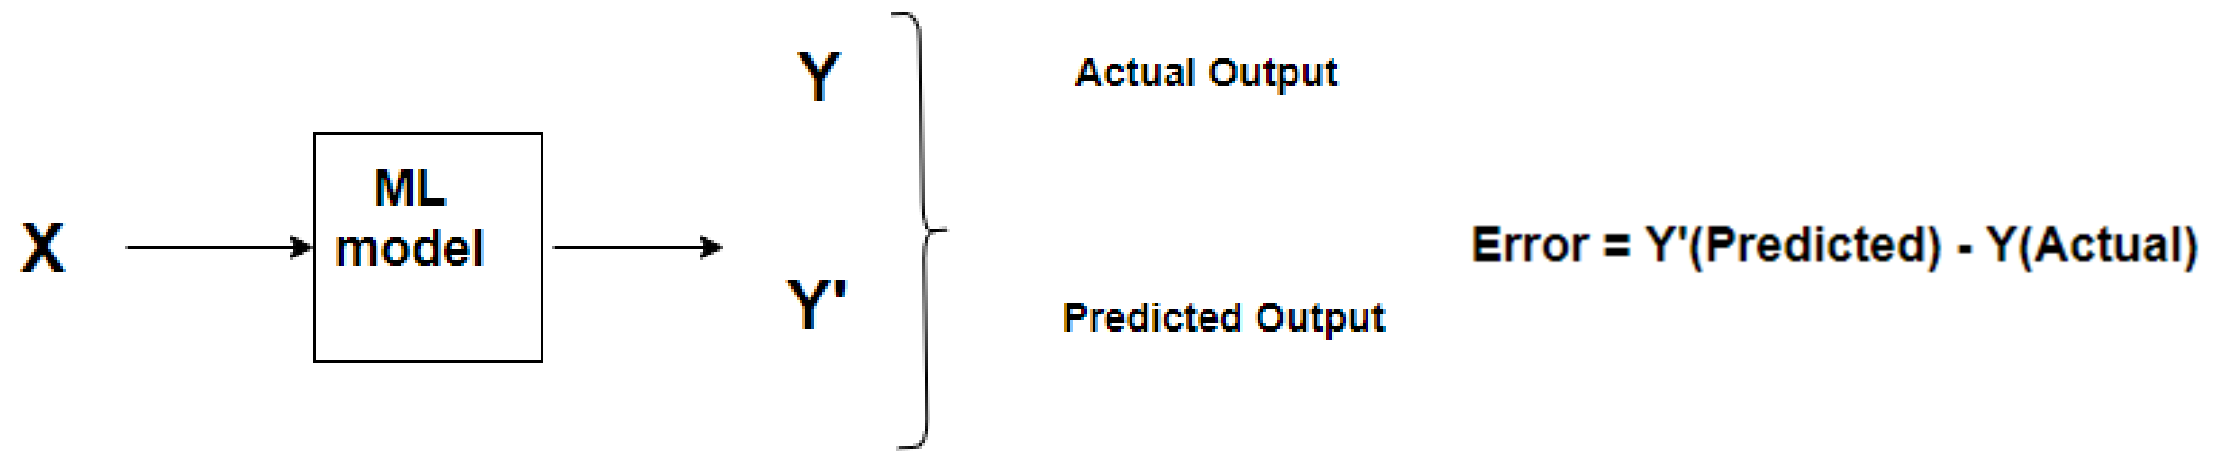 X
ML
model
Y
Y'
Actual Output
Predicted Output
Error = Y'(Predicted) - Y(Actual)